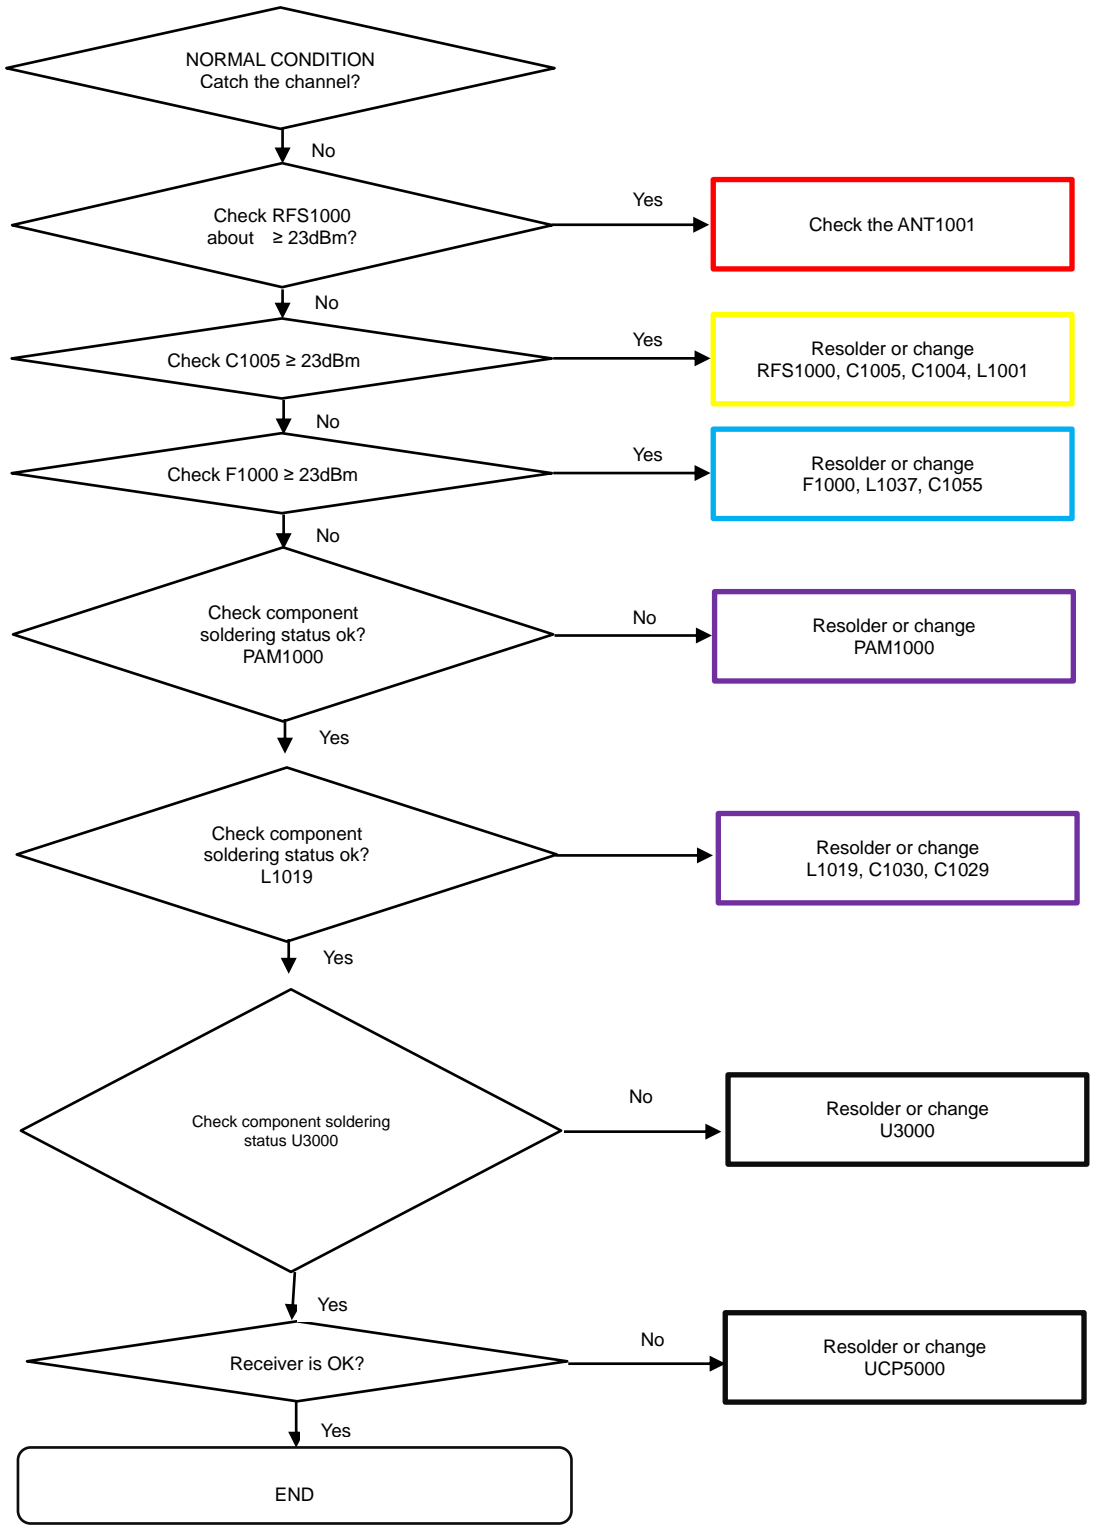 NORMAL CONDITION
Catch the channel?
No
Check RFS1000
about ≥ 23dBm?
Yes
Check the ANT1001
No
Check C1005 ≥ 23dBm
Yes
Resolder or change
RFS1000, C1005, C1004, L1001
No
Check F1000 ≥ 23dBm
Yes
Resolder or change
F1000, L1037, C1055
No
Check component
soldering status ok?
PAM1000
No
Resolder or change
PAM1000
Yes
Check component
soldering status ok?
L1019
Resolder or change
L1019, C1030, C1029
Yes
Check component soldering
status U3000
No
Resolder or change
U3000
Yes
Receiver is OK?
No
Resolder or change
UCP5000
Yes
END